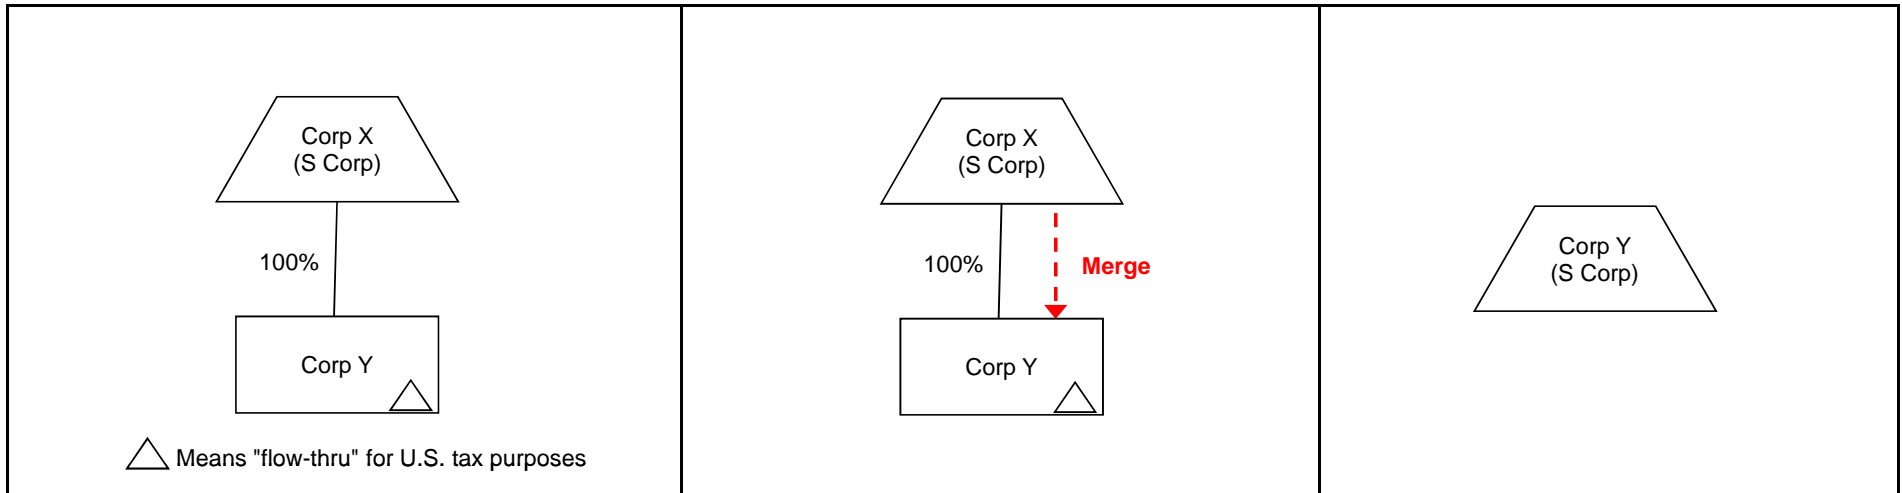 Corp X
(S Corp)
100%
Corp Y
Means "flow-thru" for U.S. tax purposes
Corp X
(S Corp)
100%
Merge
Corp Y
Corp Y
(S Corp)